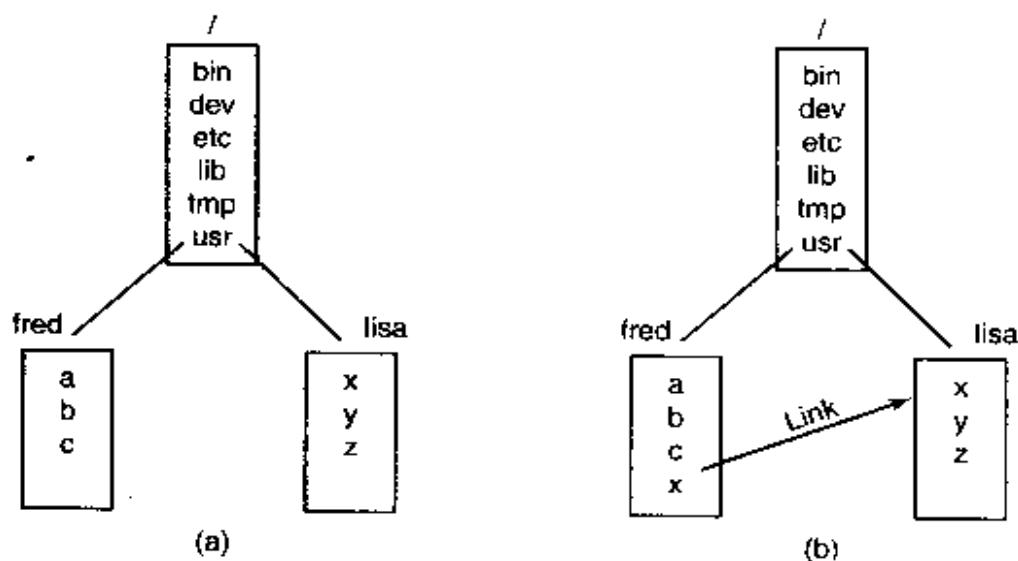 /
bin
dev
etc
lib
tmp
usr
fred
lisa
a
b
c
x
y
z
(a)
/
bin
dev
etc
lib
tmp
usr
fred
lisa
a
b
c
x
Link
x
y
z
(b)